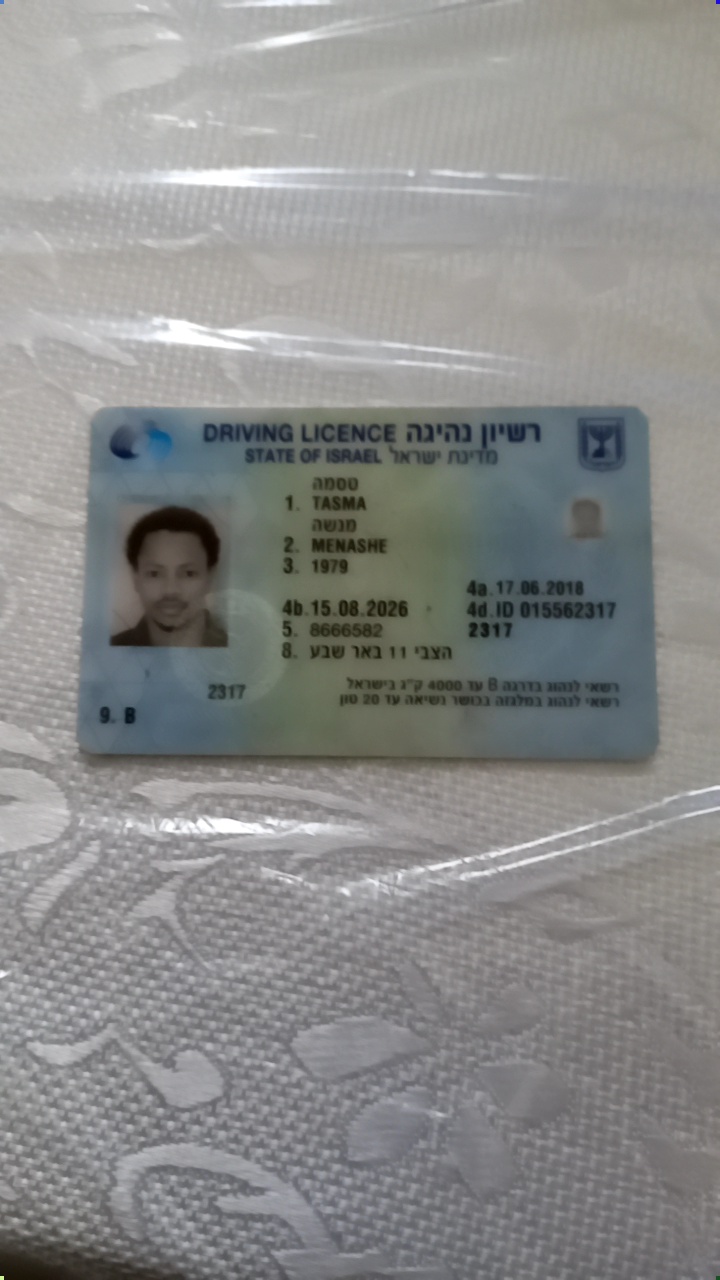 DRIVING LICENCE רשיון נהיגה
STATE OF ISRAEL מדינת ישראל
טסמה
1. TASMA
מנשה
2. MENASHE
3. 1979
4a. 17.06.2018
4b. 15.08.2026 4d. ID 015562317
5. 8666582 2317
8. הצבי 11 באר שבע
רשאי לנהוג בדרגה B עד 4000 ק"ג בישראל
2317
רשאי לנהוג במלגזה בכושר נשיאה עד 20 טון
9. B